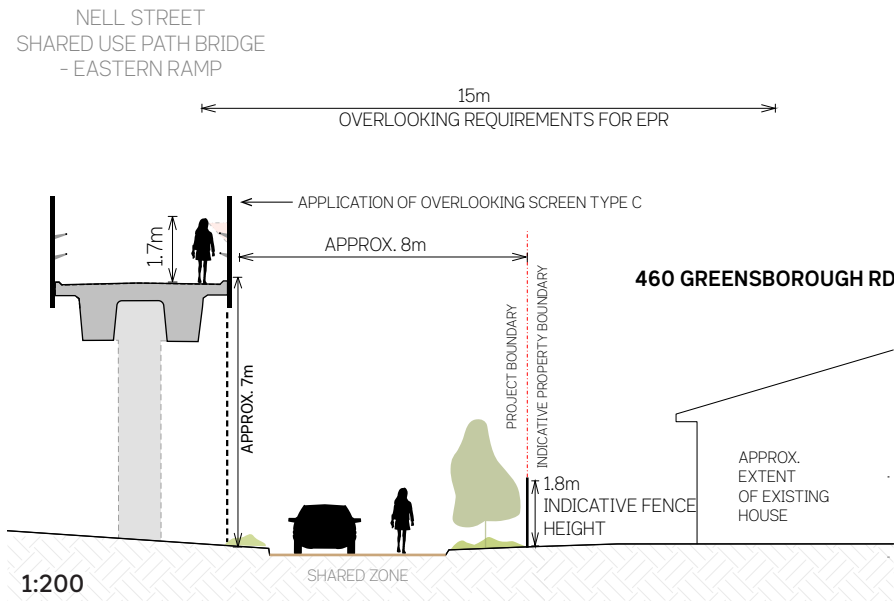 NELL STREET
SHARED USE PATH BRIDGE
- EASTERN RAMP
15m
OVERLOOKING REQUIREMENTS FOR EPR
APPLICATION OF OVERLOOKING SCREEN TYPE C
1.7m
APPROX. 8m
460 GREENSBOROUGH RD
PROJECT BOUNDARY
INDICATIVE PROPERTY BOUNDARY
APPROX. 7m
1.8m
INDICATIVE FENCE
HEIGHT
APPROX.
EXTENT
OF EXISTING
HOUSE
SHARED ZONE
1:200